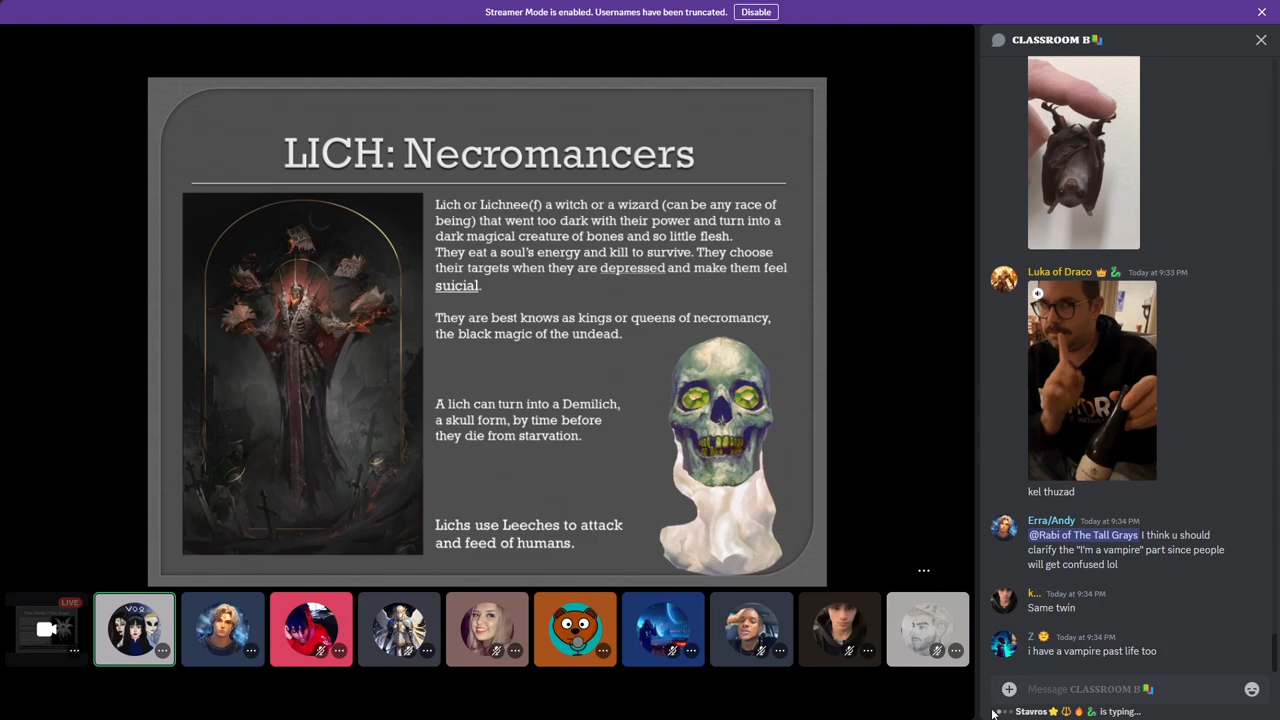 Streamer Mode is enabled. Usernames have been truncated.
Disable
CLASSROOM B
LICH: Necromancers
Lich or Lichnee(f) a witch or a wizard (can be any race of
being) that went too dark with their power and turn into a
dark magical creature of bones and so little flesh.
They eat a soul's energy and kill to survive. They choose
their targets when they are depressed and make them feel
suicial.
They are best knows as kings or queens of necromancy,
the black magic of the undead.
A lich can turn into a Demilich,
a skull form, by time before
they die from starvation.
Lichs use Leeches to attack
and feed of humans.
LIVE
VOX
Luka of Draco Today at 9:33 PM
kel thuzad
Erra/Andy Today at 9:34 PM
@Rabi of The Tall Grays I think u should
clarify the "I'm a vampire" part since people
will get confused lol
k... Today at 9:34 PM
Same twin
Z Today at 9:34 PM
i have a vampire past life too
Message CLASSROOM B
Stavros is typing...